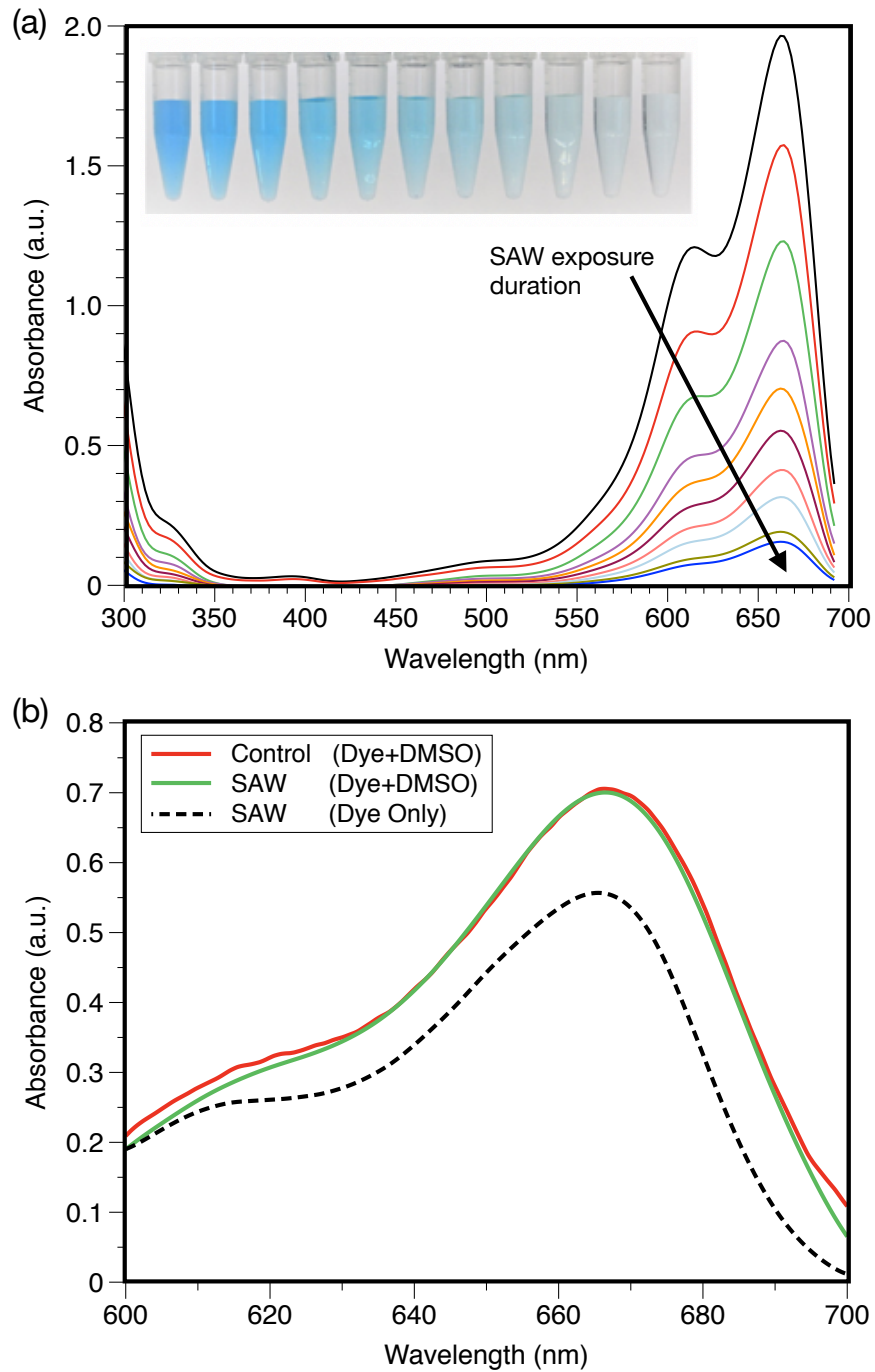 (a)
2.0
1.5
1.0
0.5
0
Absorbance (a.u.)
SAW exposure
duration
300 350 400 450 500 550 600 650 700
Wavelength (nm)
(b)
0.8
0.7
0.6
0.5
0.4
0.3
0.2
0.1
0
Absorbance (a.u.)
Control (Dye+DMSO)
SAW (Dye+DMSO)
SAW (Dye Only)
600 620 640 660 680 700
Wavelength (nm)